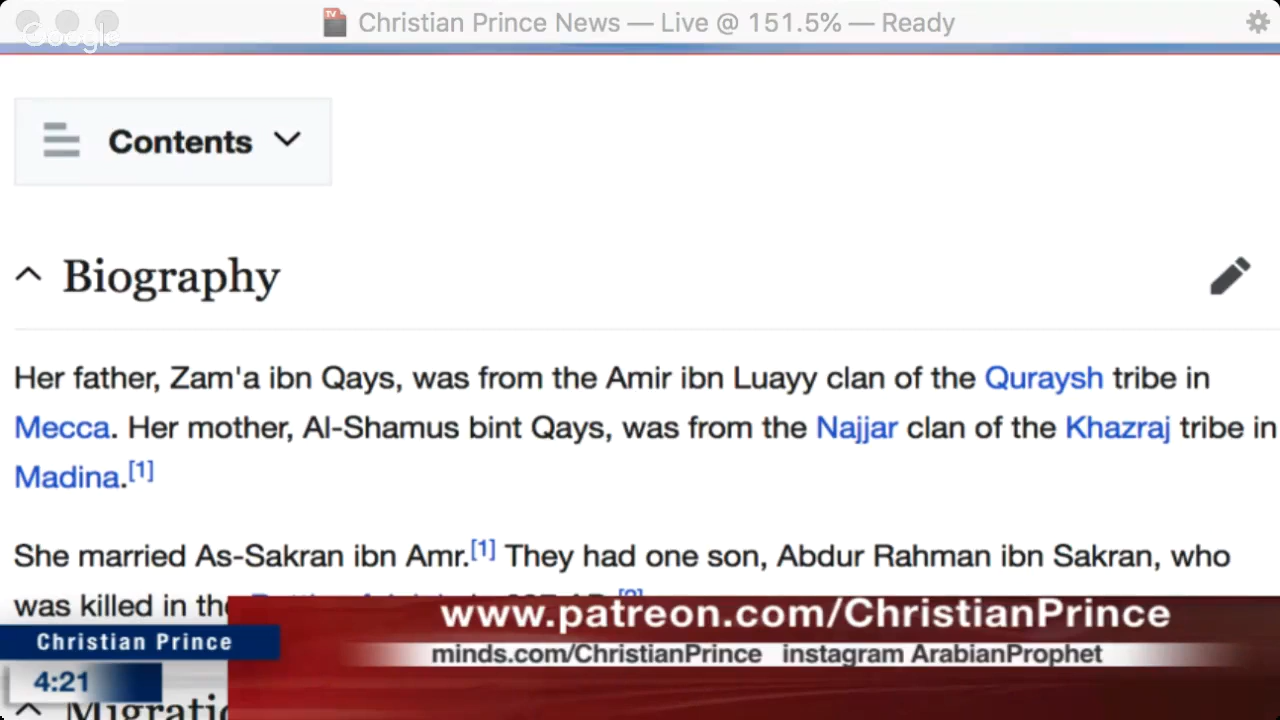 Christian Prince News — Live @ 151.5% — Ready
Google
Contents
Biography
Her father, Zam'a ibn Qays, was from the Amir ibn Luayy clan of the Quraysh tribe in
Mecca. Her mother, Al-Shamus bint Qays, was from the Najjar clan of the Khazraj tribe in
Madina.[1]
She married As-Sakran ibn Amr.[1] They had one son, Abdur Rahman ibn Sakran, who
was killed in the
www.patreon.com/ChristianPrince
Christian Prince
minds.com/ChristianPrince instagram ArabianProphet
4:21